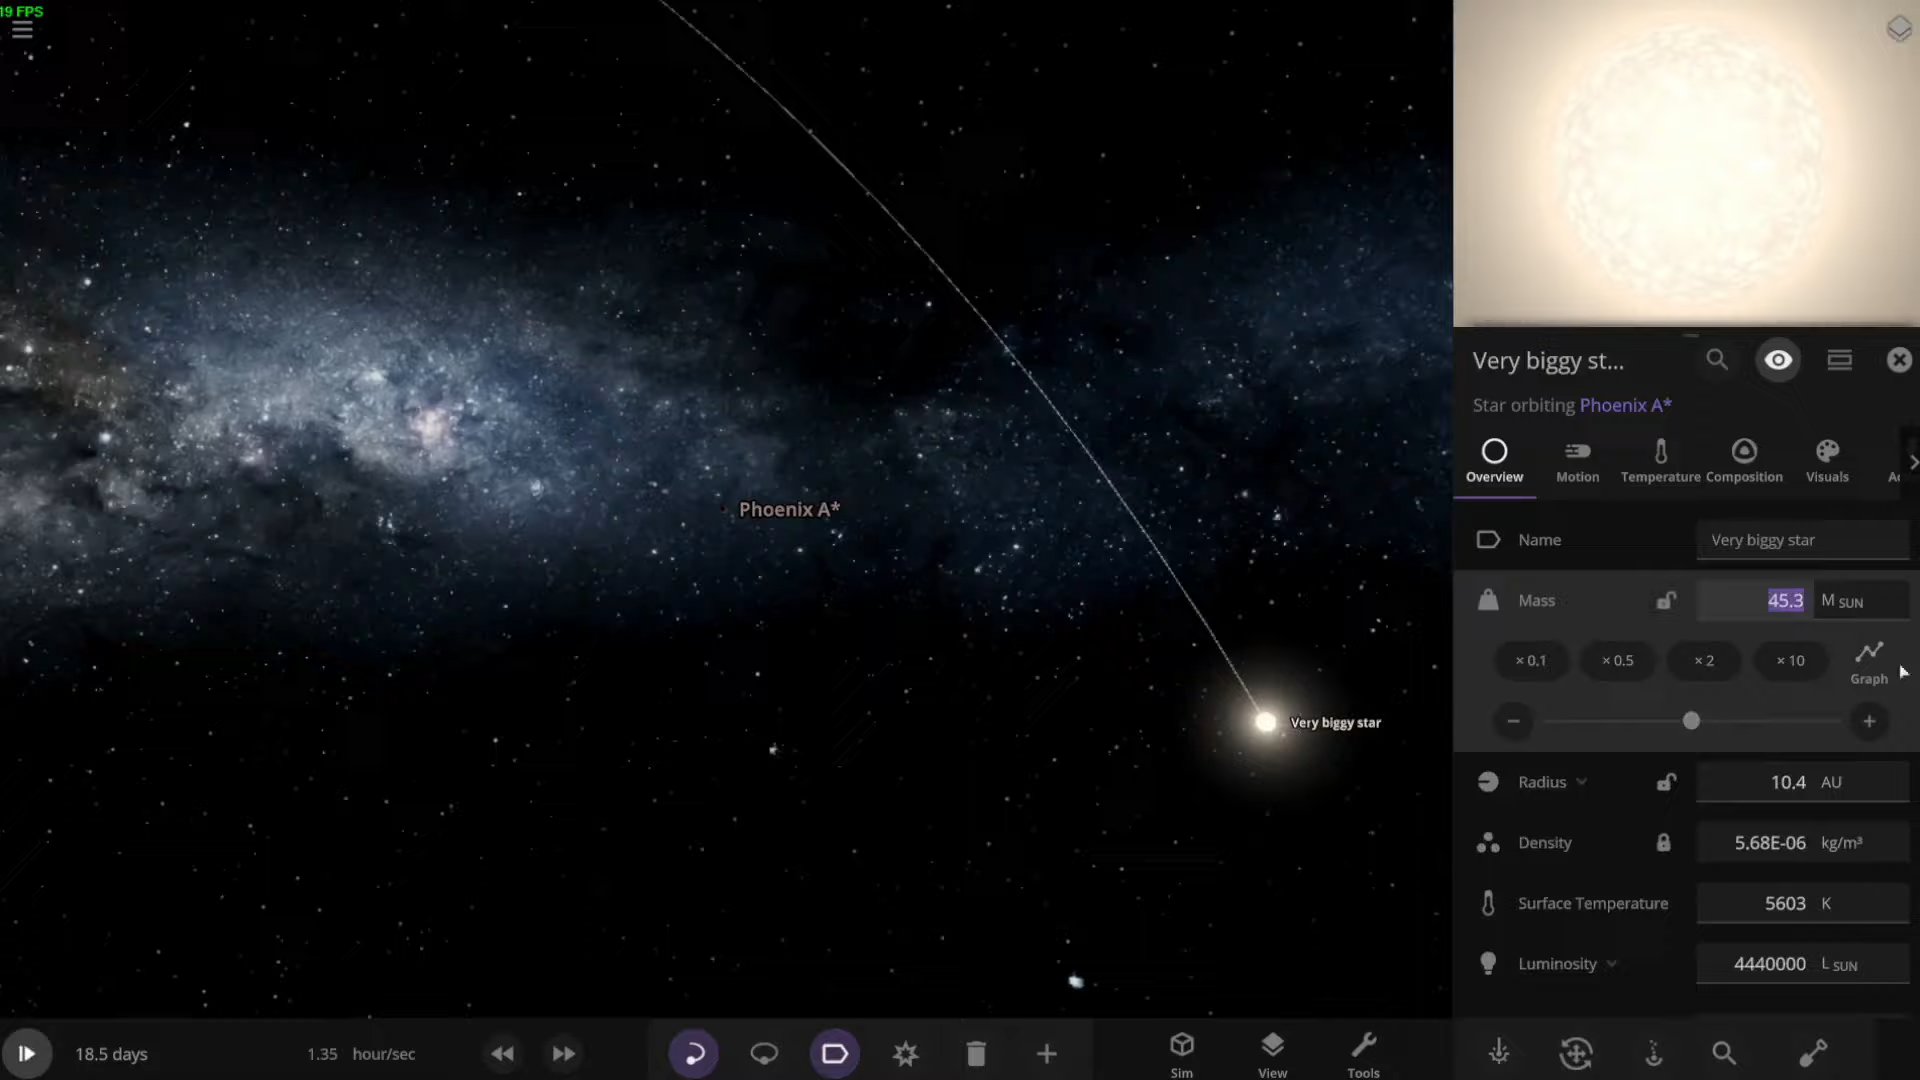 19 FPS
Phoenix A*
Very biggy star
Very biggy st...
Star orbiting Phoenix A*
Overview
Motion
Temperature
Composition
Visuals
Ac
Name
Very biggy star
Mass
45.3 M SUN
× 0.1
× 0.5
× 2
× 10
Graph
Radius
10.4 AU
Density
5.68E-06 kg/m³
Surface Temperature
5603 K
Luminosity
4440000 L SUN
18.5 days
1.35 hour/sec
Sim
View
Tools